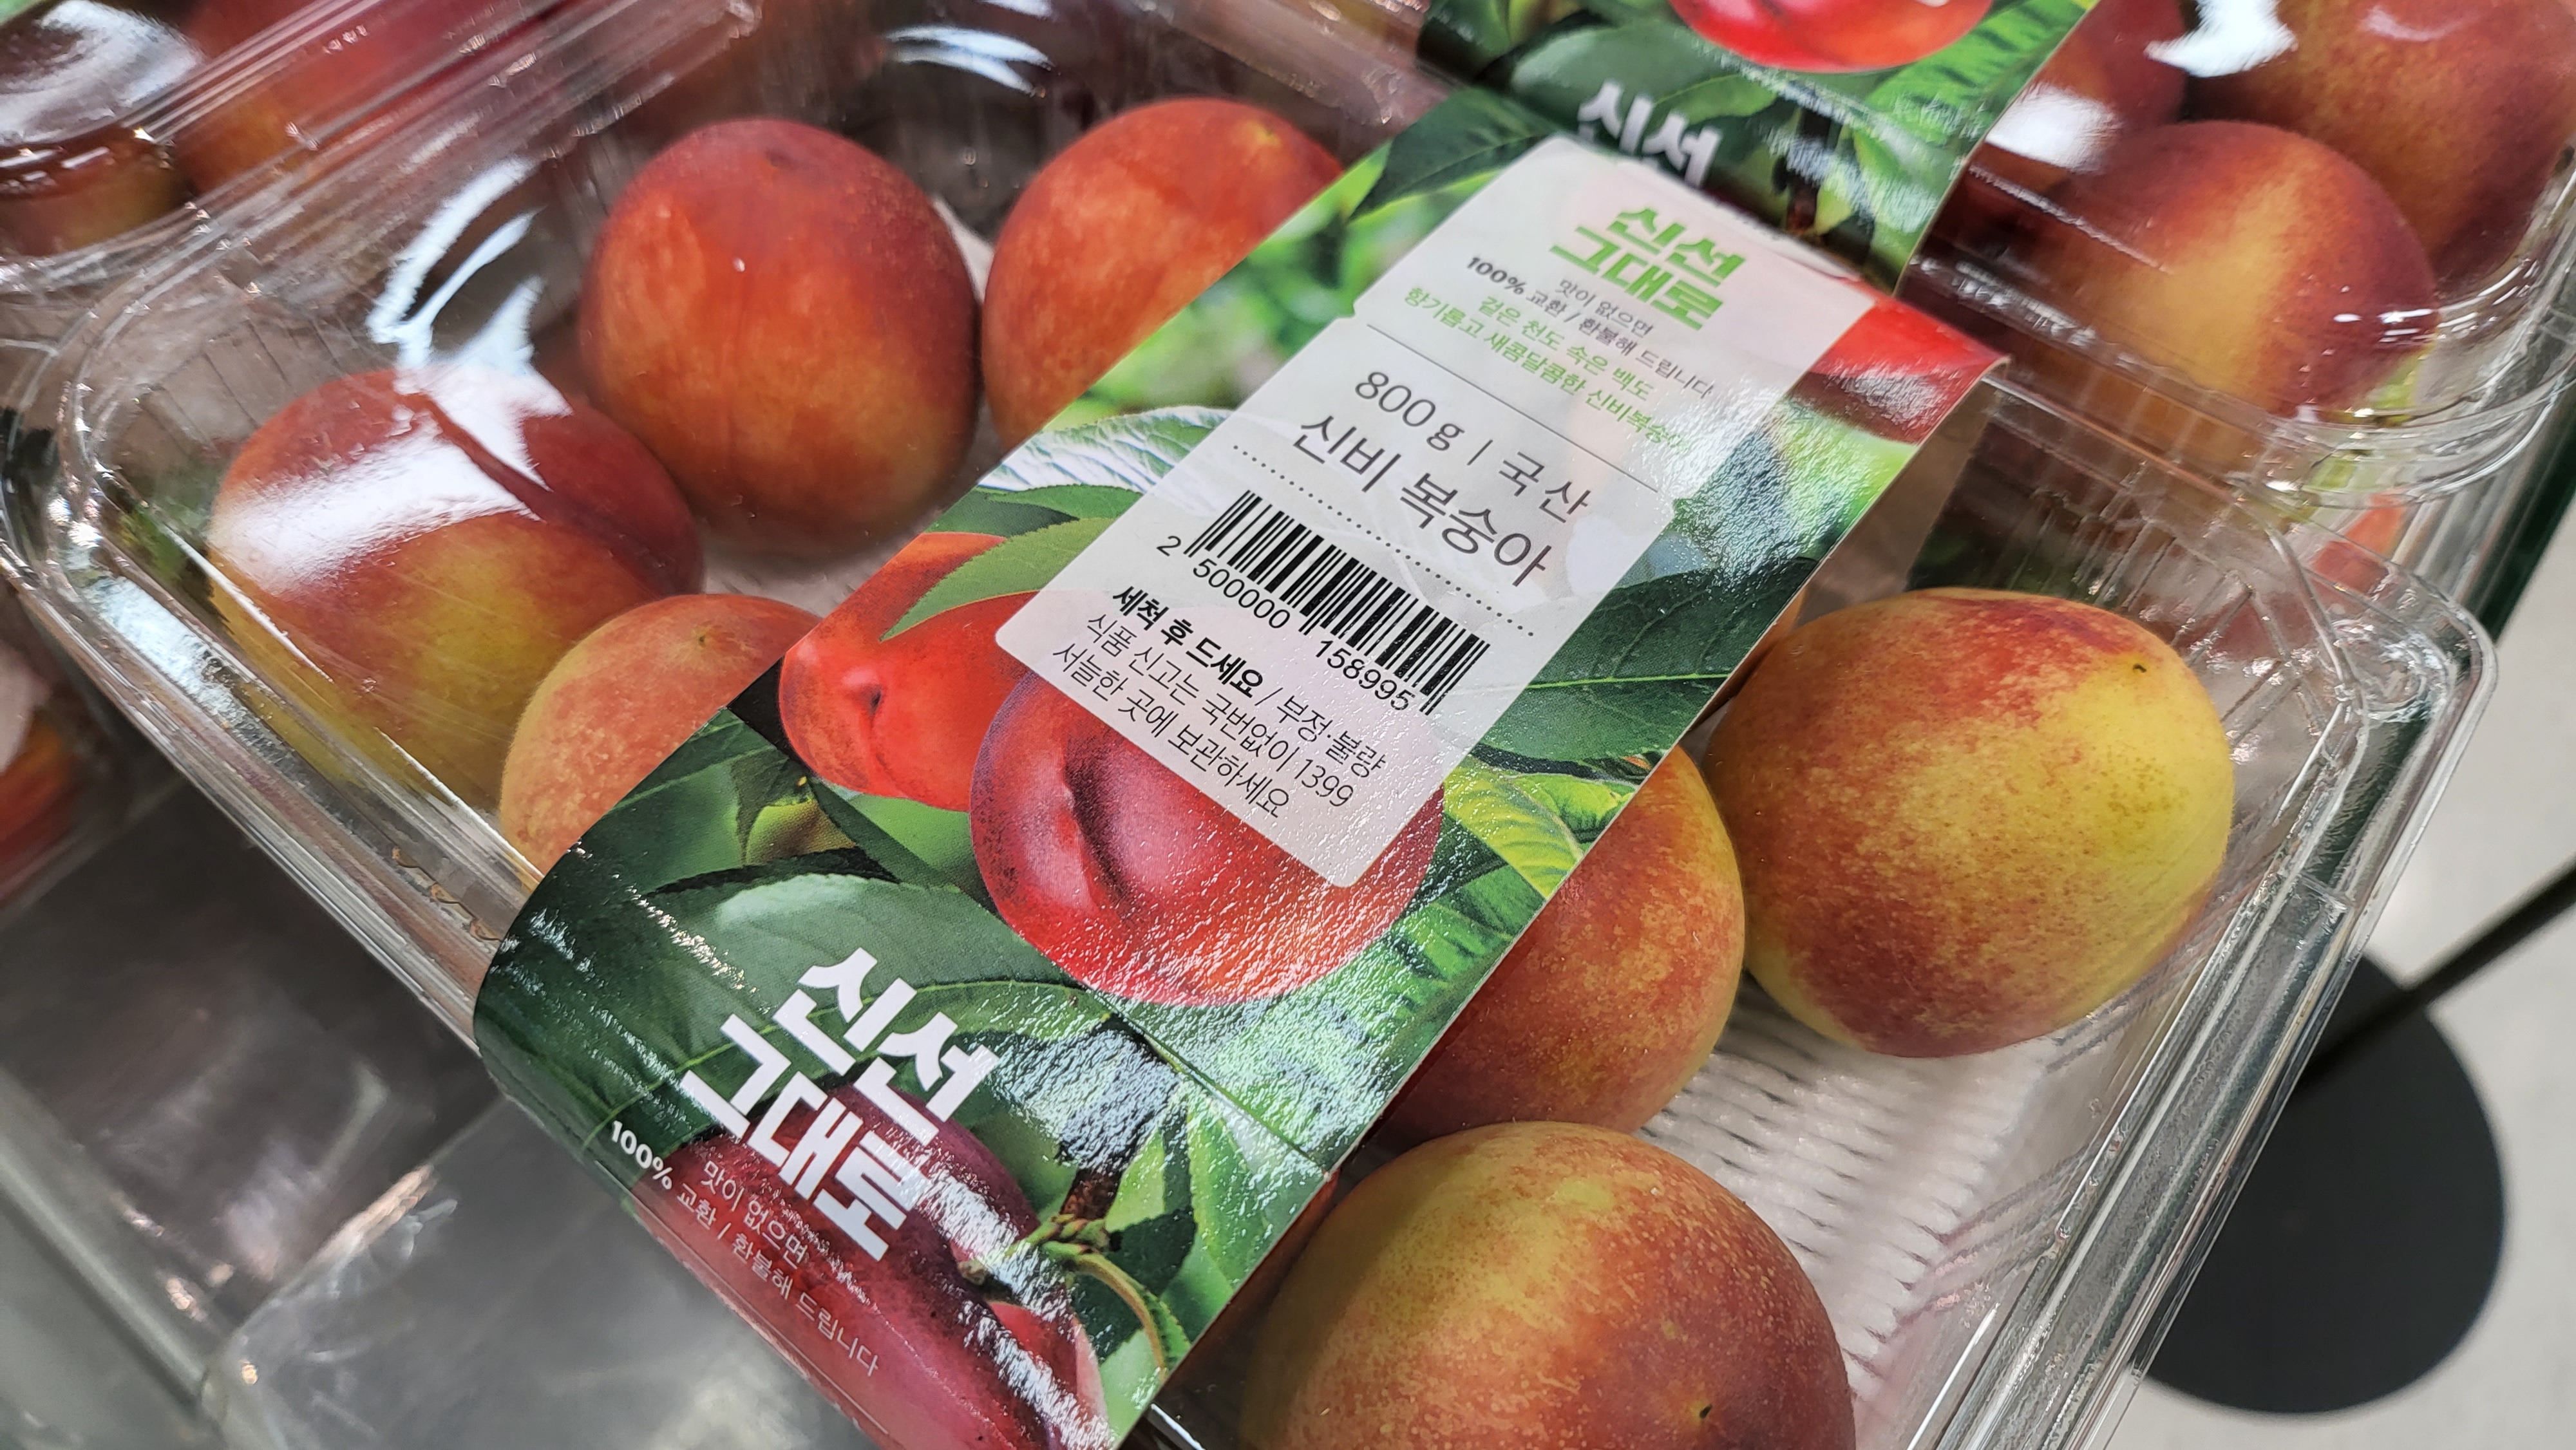 신선
신선
그대로
맛이 없으면
100% 교환 / 환불해 드립니다
겉은 천도 속은 백도
향기롭고 새콤달콤한 신비복숭
800g | 국산
신비 복숭아
2 500000 158995
세척 후 드세요 / 부정·불량
식품 신고는 국번없이 1399
서늘한 곳에 보관하세요
신선
그대로
맛이 없으면
100% 교환 / 환불해 드립니다